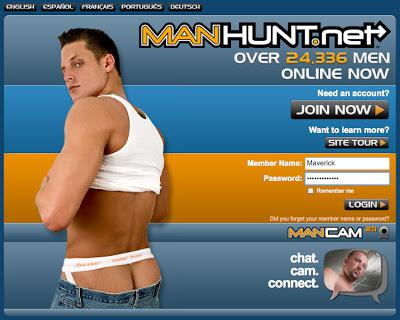 ENGLISH ESPAÑOL FRANÇAIS PORTUGUÊS DEUTSCH
MANHUNT.net
OVER 24,336 MEN
ONLINE NOW
Need an account?
JOIN NOW
Want to learn more?
SITE TOUR
Member Name: Maverick
Password: •••••••••••••
Remember me
LOGIN
Did you forget your member name or password?
MANCAM BETA
chat.
cam.
connect.